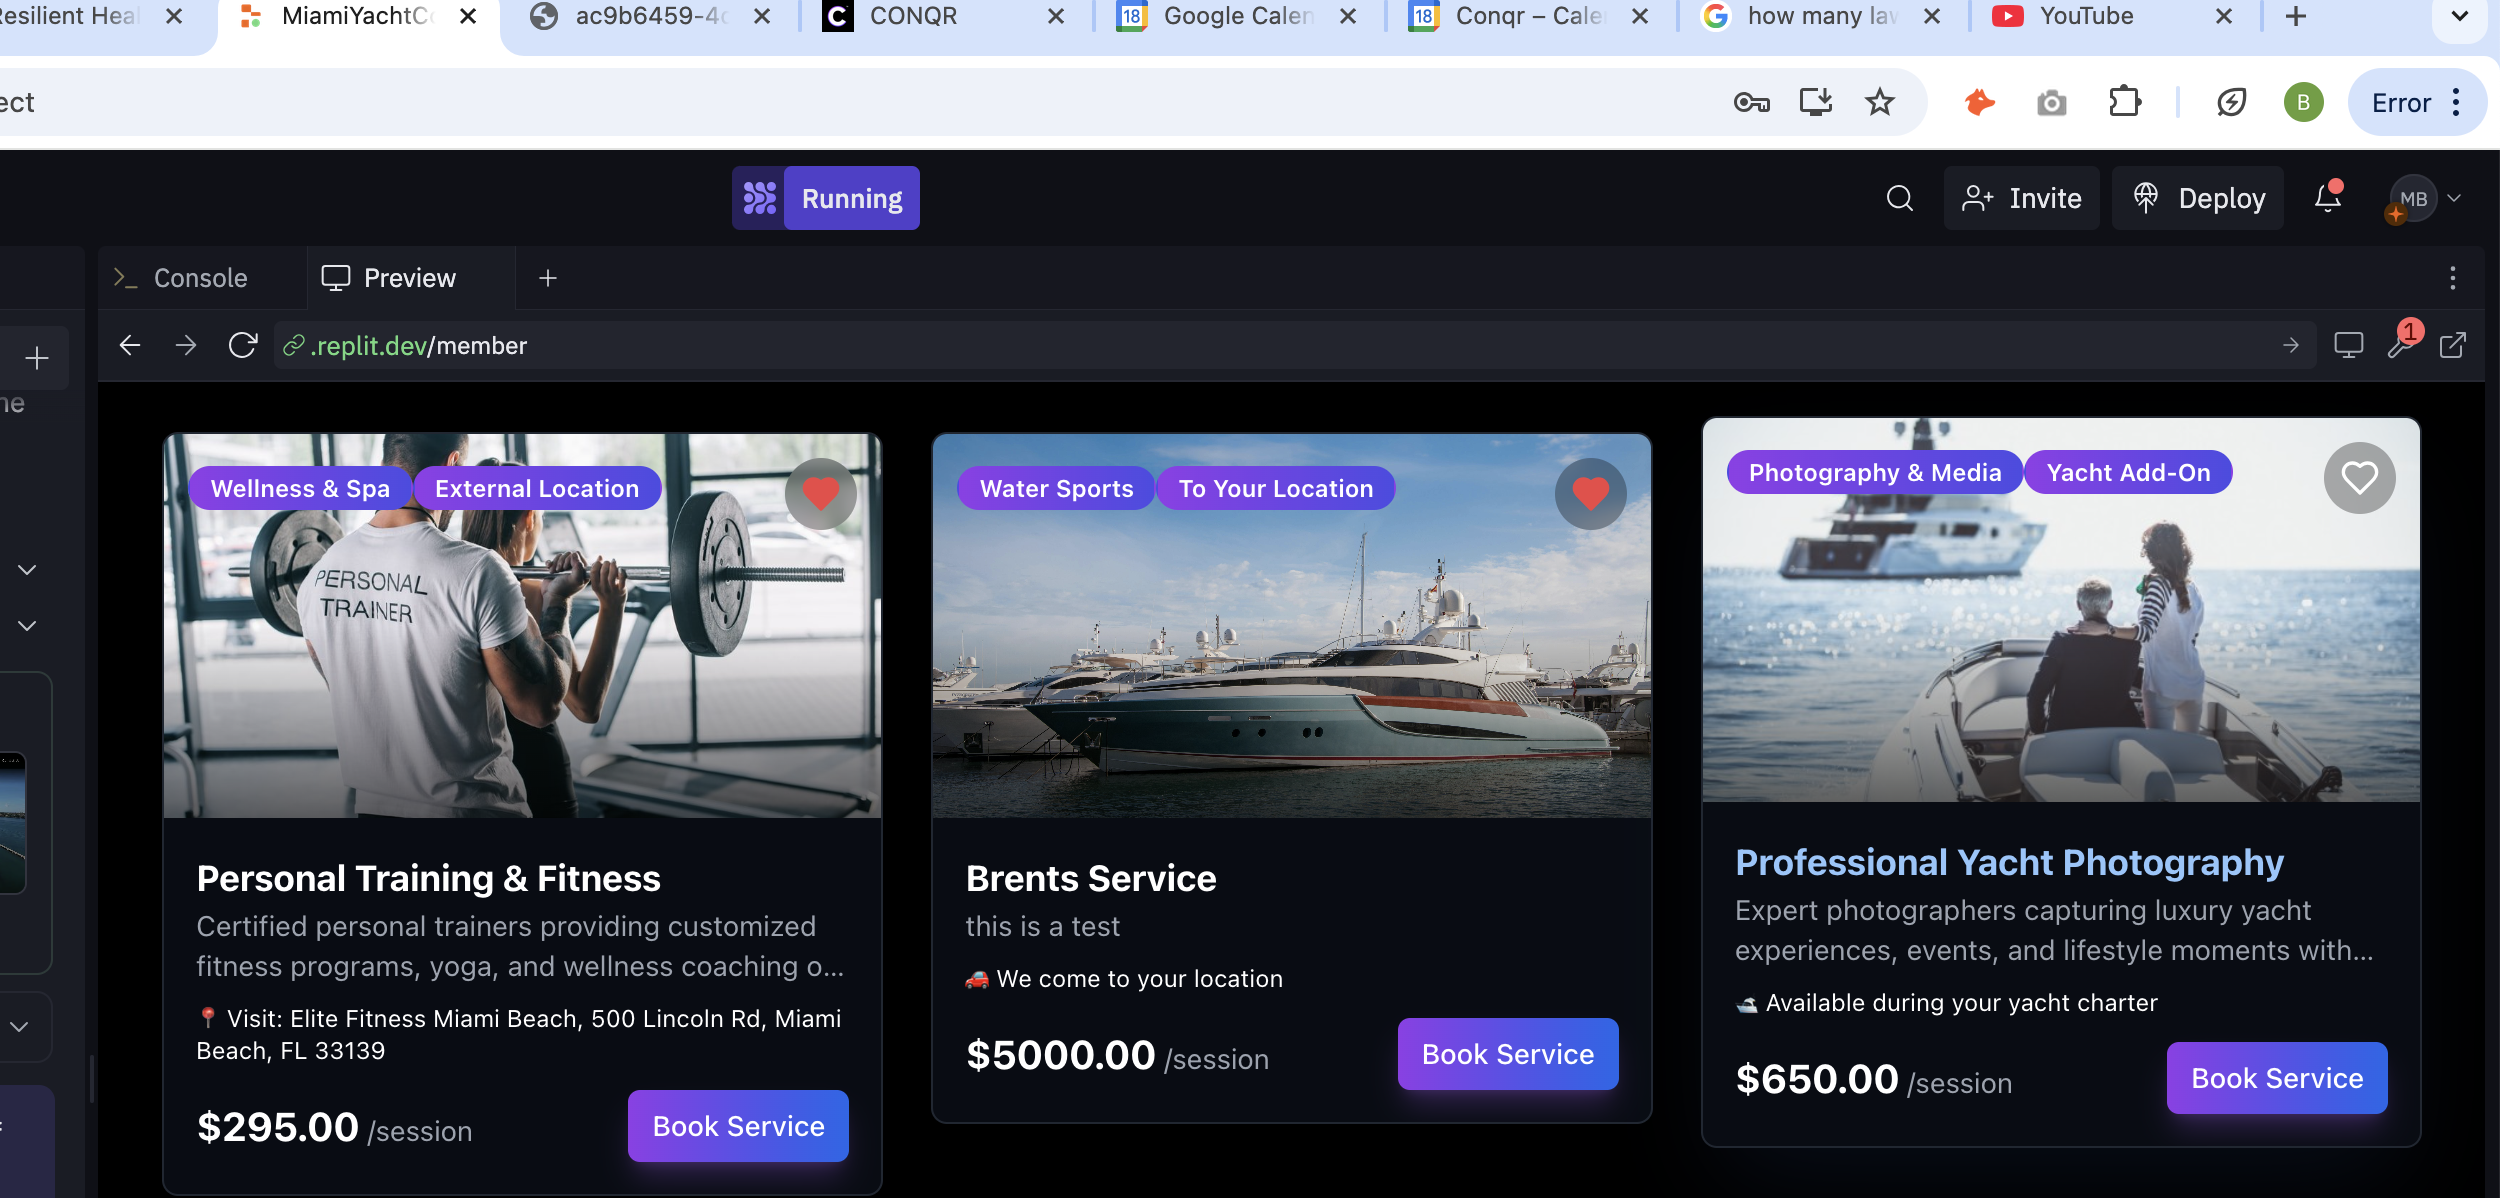 Resilient Heal
MiamiYachtCo
ac9b6459-4c
CONQR
18
Google Calen
18
Conqr – Cale
how many law
YouTube
ect
B
Error
Running
Invite
Deploy
MB
Console
Preview
.replit.dev/member
1
ne
Wellness & Spa
External Location
PERSONAL
TRAINER
Personal Training & Fitness
Certified personal trainers providing customized
fitness programs, yoga, and wellness coaching o...
📍 Visit: Elite Fitness Miami Beach, 500 Lincoln Rd, Miami
Beach, FL 33139
$295.00 /session
Book Service
Water Sports
To Your Location
Brents Service
this is a test
🚗 We come to your location
$5000.00 /session
Book Service
Photography & Media
Yacht Add-On
Professional Yacht Photography
Expert photographers capturing luxury yacht
experiences, events, and lifestyle moments with...
🛥️ Available during your yacht charter
$650.00 /session
Book Service